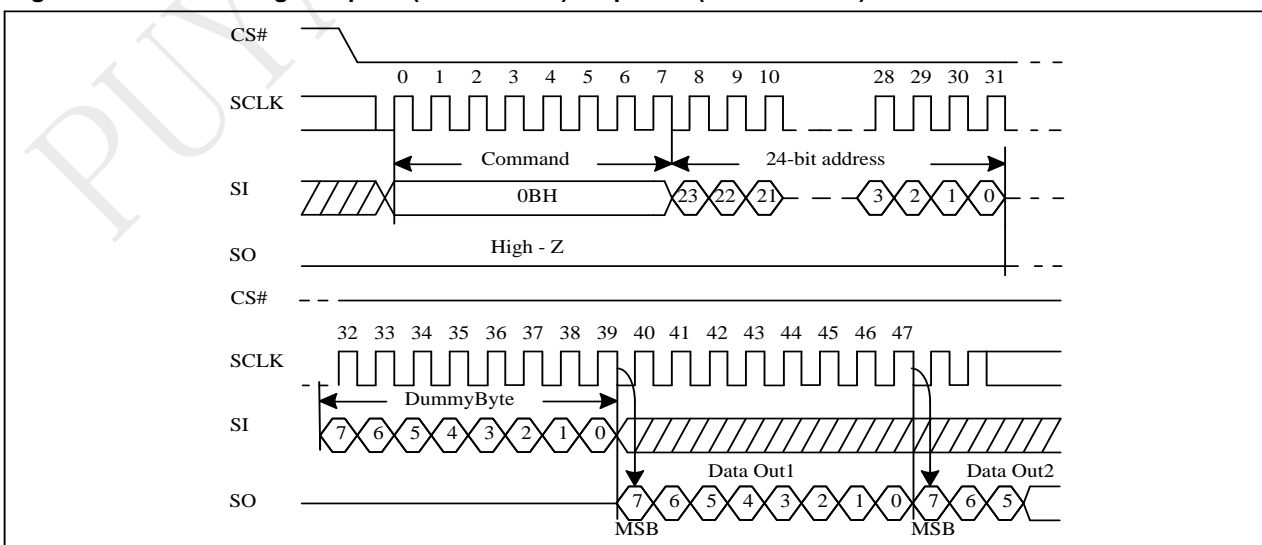 CS#
0 1 2 3 4 5 6 7 8 9 10 28 29 30 31
SCLK
Command 24-bit address
SI 0BH 23 22 21 3 2 1 0
High - Z
SO
CS#
32 33 34 35 36 37 38 39 40 41 42 43 44 45 46 47
SCLK
DummyByte
SI 7 6 5 4 3 2 1 0
Data Out1 Data Out2
SO 7 6 5 4 3 2 1 0 7 6 5
MSB MSB